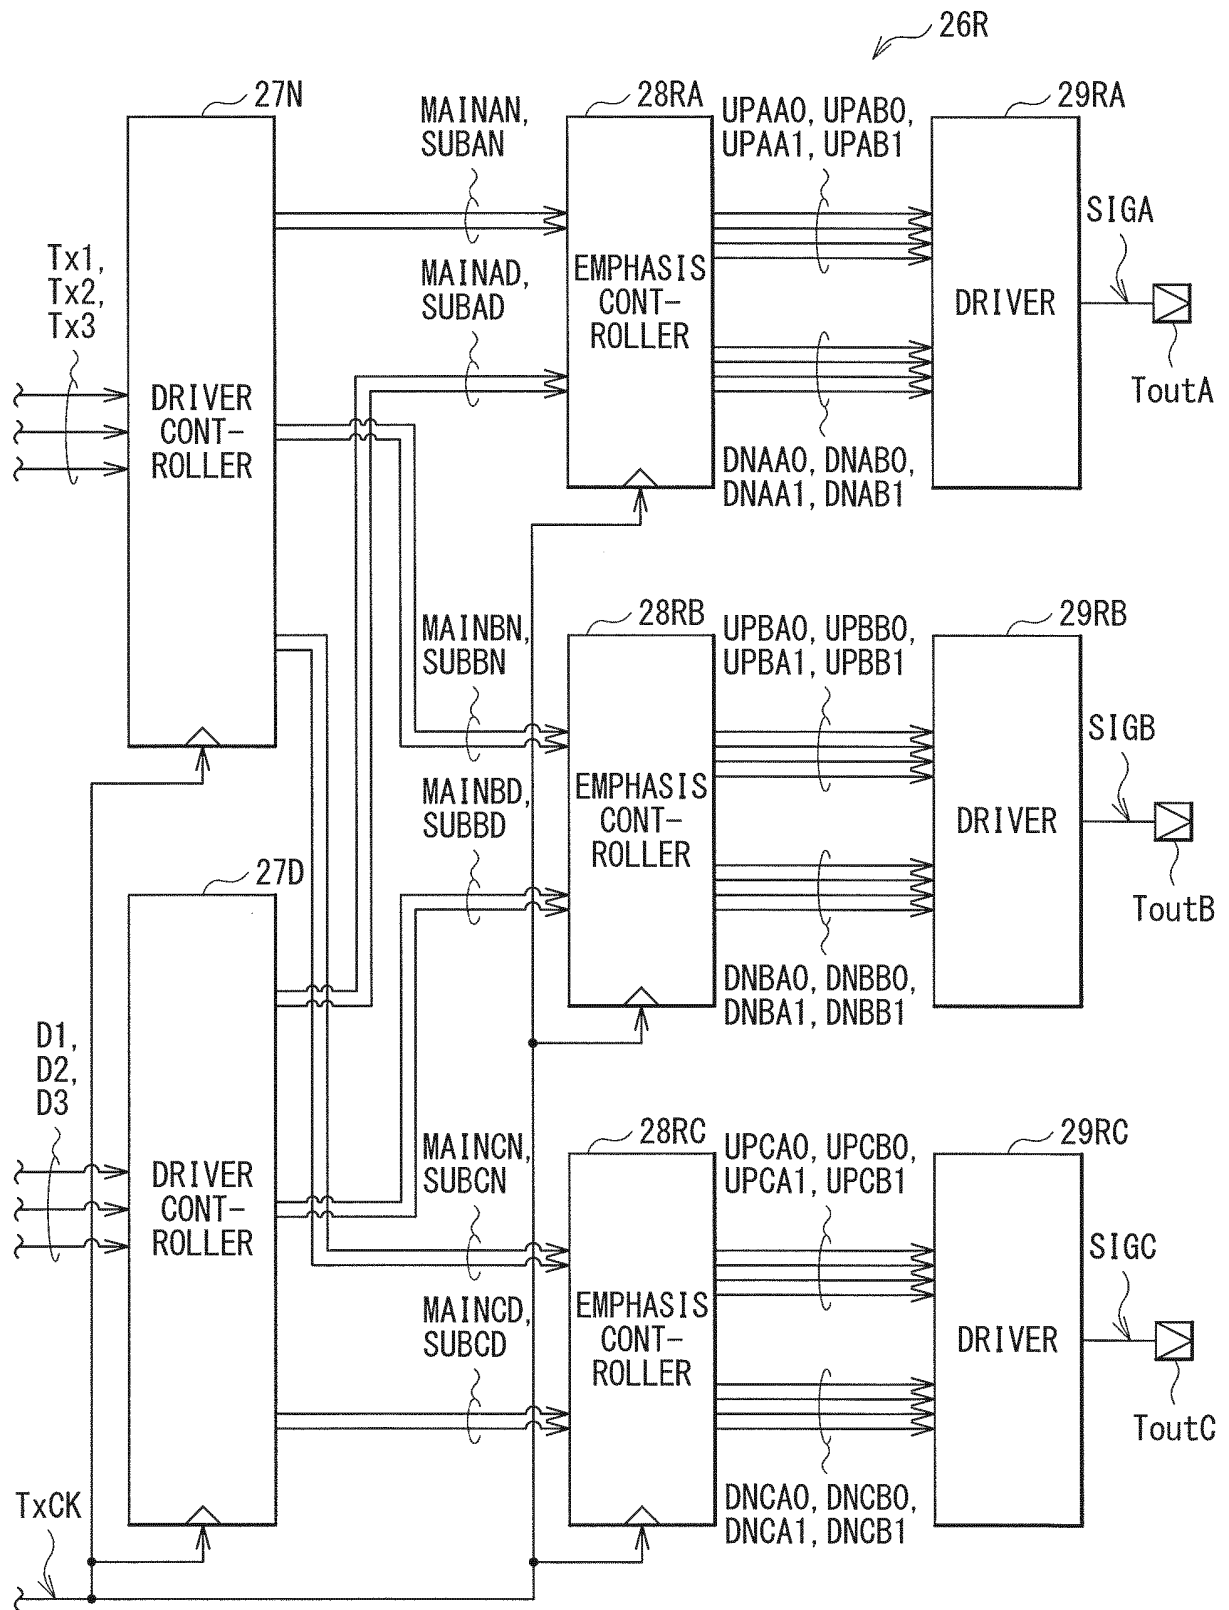 26R
27N
Tx1,
Tx2,
Tx3
DRIVER
CONT-
ROLLER
MAINAN,
SUBAN
MAINAD,
SUBAD
28RA
EMPHASIS
CONT-
ROLLER
UPAA0, UPAB0,
UPAA1, UPAB1
DNAA0, DNAB0,
DNAA1, DNAB1
29RA
DRIVER
SIGA
ToutA
MAINBN,
SUBBN
MAINBD,
SUBBD
28RB
EMPHASIS
CONT-
ROLLER
UPBA0, UPBB0,
UPBA1, UPBB1
DNBA0, DNBB0,
DNBA1, DNBB1
29RB
DRIVER
SIGB
ToutB
27D
D1,
D2,
D3
DRIVER
CONT-
ROLLER
MAINCN,
SUBCN
MAINCD,
SUBCD
28RC
EMPHASIS
CONT-
ROLLER
UPCA0, UPCB0,
UPCA1, UPCB1
DNCA0, DNCB0,
DNCA1, DNCB1
29RC
DRIVER
SIGC
ToutC
TxCK